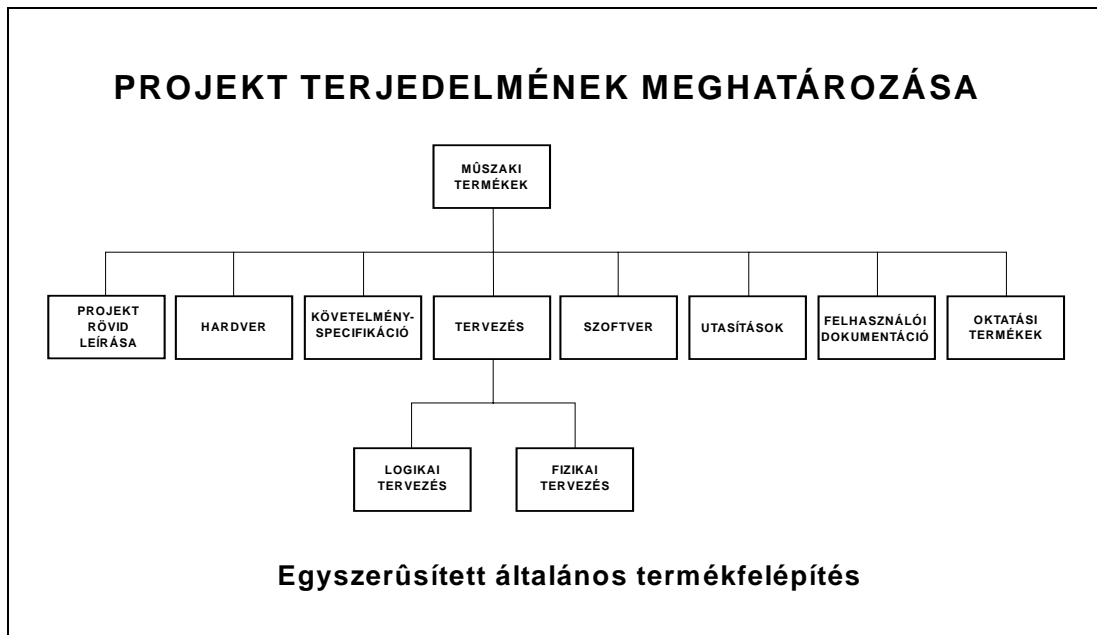 PROJEKT TERJEDELMÉNEK MEGHATÁROZÁSA
MÛSZAKI
TERMÉKEK
PROJEKT
RÖVID
LEÍRÁSA
HARDVER
KÖVETELMÉNY-
SPECIFIKÁCIÓ
TERVEZÉS
SZOFTVER
UTASÍTÁSOK
FELHASZNÁLÓI
DOKUMENTÁCIÓ
OKTATÁSI
TERMÉKEK
LOGIKAI
TERVEZÉS
FIZIKAI
TERVEZÉS
Egyszerûsített általános termékfelépítés